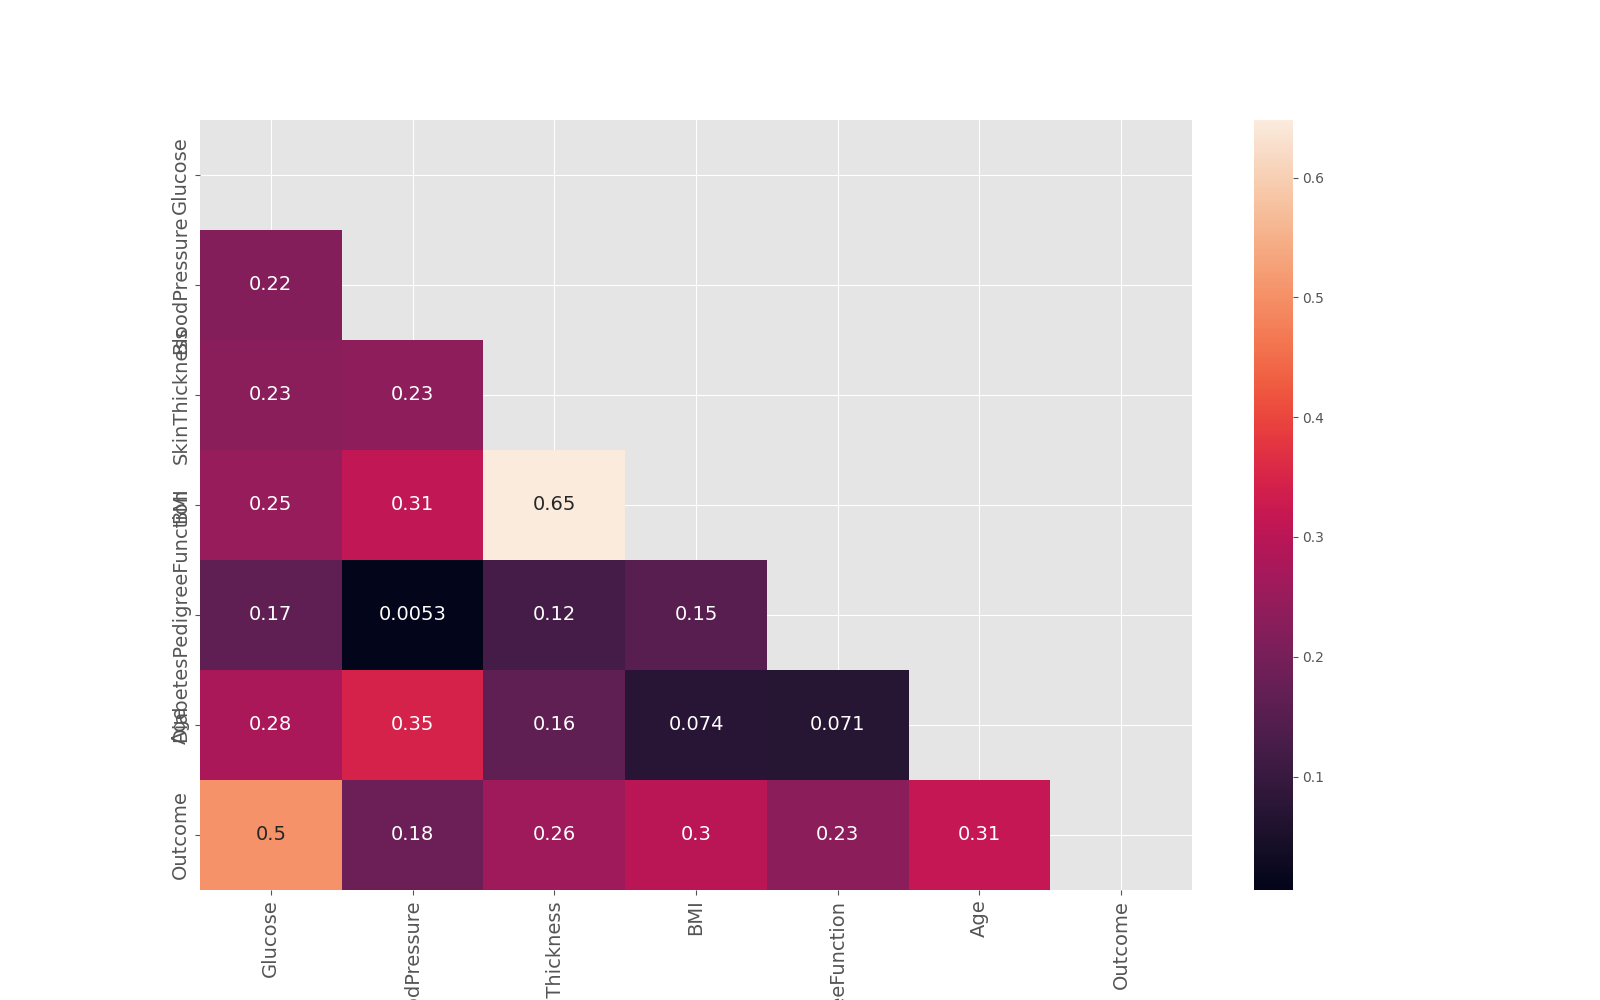 Glucose
BloodPressure
SkinThickness
BMI
DiabetesPedigreeFunction
Age
Outcome
0.22
0.23 0.23
0.25 0.31 0.65
0.17 0.0053 0.12 0.15
0.28 0.35 0.16 0.074 0.071
0.5 0.18 0.26 0.3 0.23 0.31
Glucose
odPressure
Thickness
BMI
eeFunction
Age
Outcome
0.6
0.5
0.4
0.3
0.2
0.1